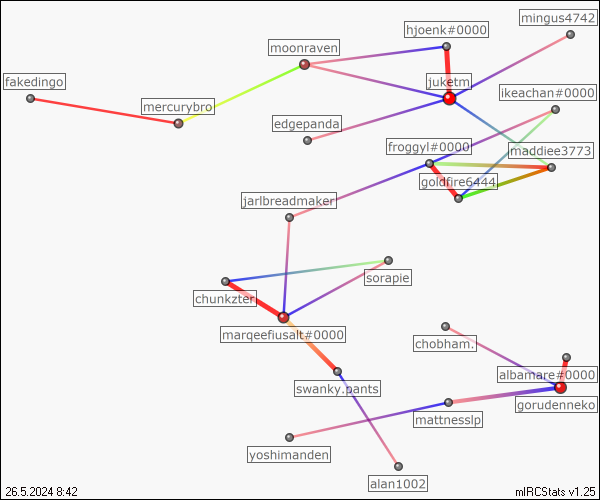 mingus4742
hjoenk#0000
moonraven
fakedingo
juketm
ikeachan#0000
mercurybro
edgepanda
froggyl#0000
maddiee3773
goldfire6444
jarlbreadmaker
sorapie
chunkzter
marqeefiusalt#0000
chobham.
albamare#0000
swanky.pants
gorudenneko
mattnesslp
yoshimanden
alan1002
26.5.2024 8:42
mIRCStats v1.25